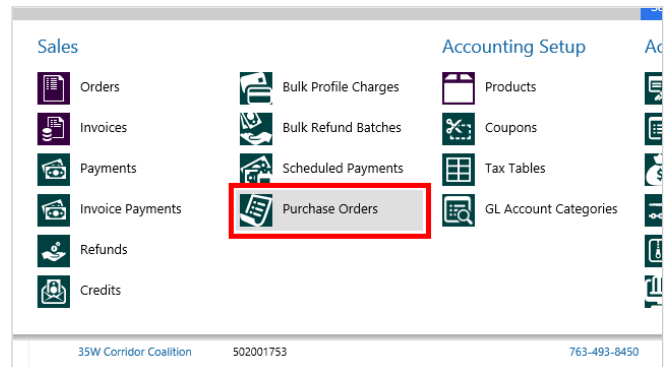 Sales
Accounting Setup
Orders
Bulk Profile Charges
Products
Invoices
Bulk Refund Batches
Coupons
Payments
Scheduled Payments
Tax Tables
Invoice Payments
Purchase Orders
GL Account Categories
Refunds
Credits
35W Corridor Coalition 502001753 763-493-8450